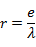 r = e/λ